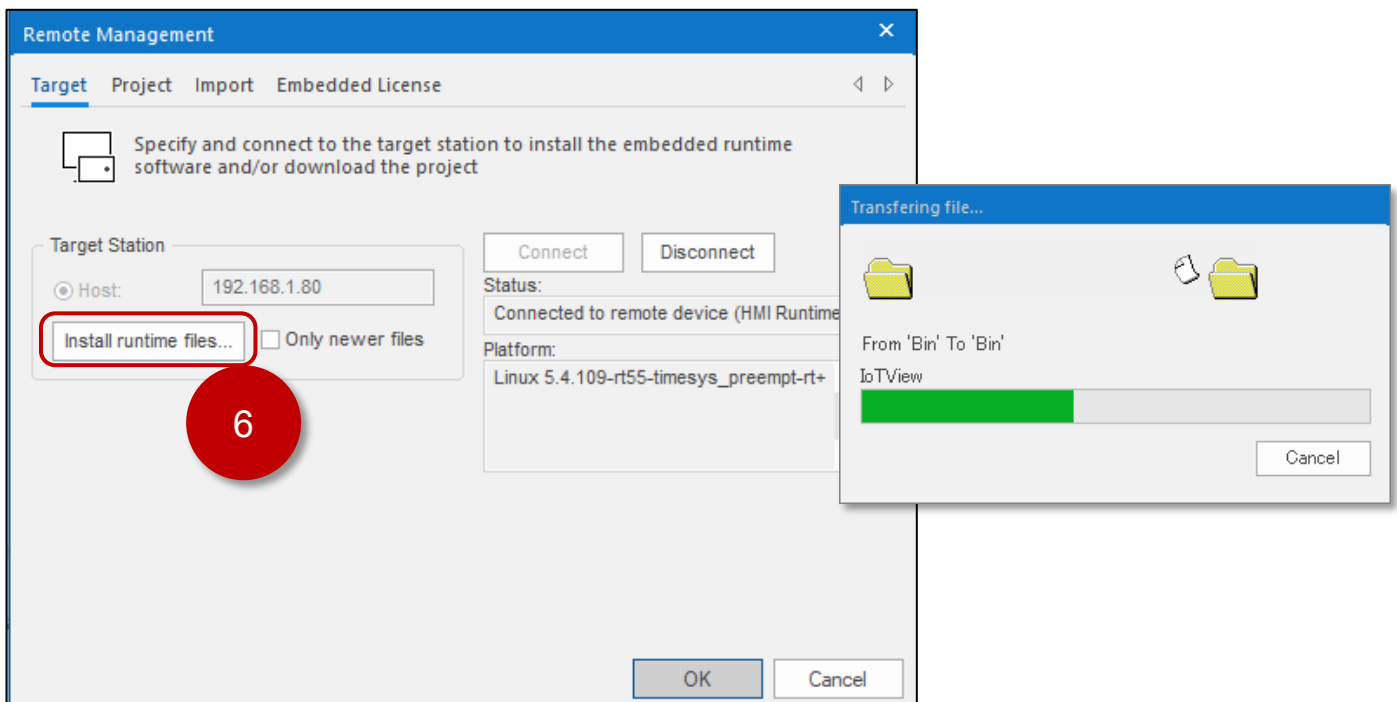 Remote Management
Target Project Import Embedded License
Specify and connect to the target station to install the embedded runtime
software and/or download the project
Target Station
Host: 192.168.1.80
Install runtime files... Only newer files
6
Connect Disconnect
Status:
Connected to remote device (HMI Runtime
Platform:
Linux 5.4.109-rt55-timesys_preempt-rt+
OK Cancel
Transfering file...
From 'Bin' To 'Bin'
IoTView
Cancel